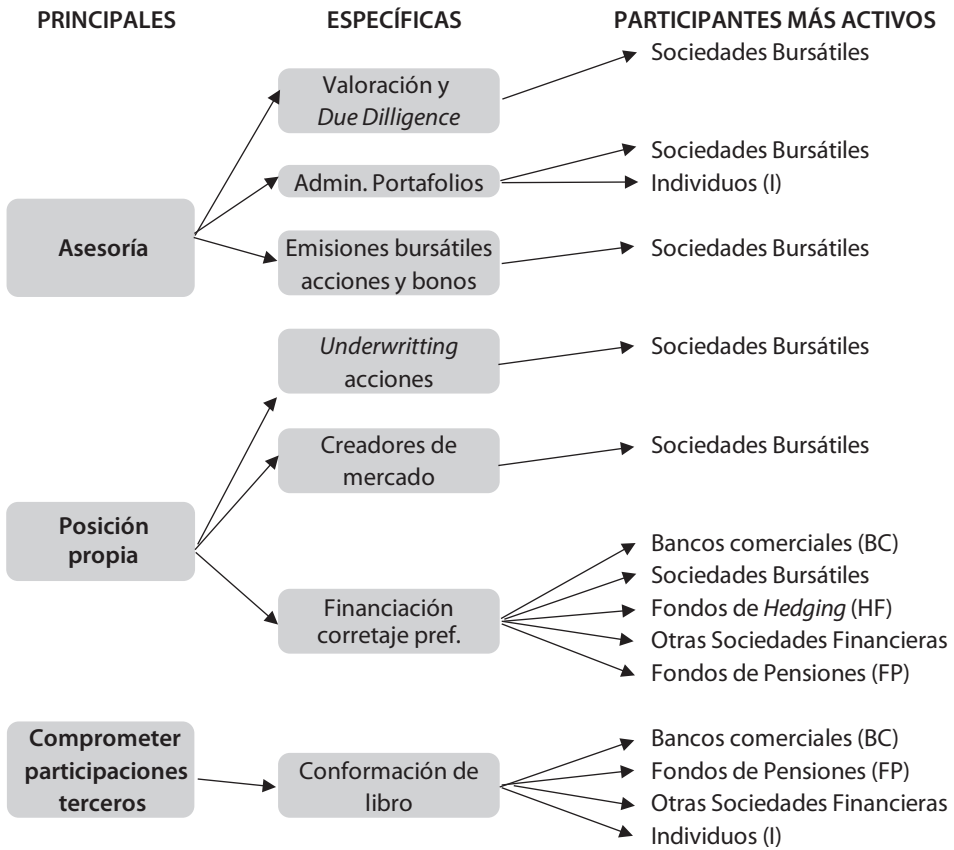 PRINCIPALES
ESPECÍFICAS
PARTICIPANTES MÁS ACTIVOS
Asesoría
Valoración y
Due Dilligence
Sociedades Bursátiles
Admin. Portafolios
Sociedades Bursátiles
Individuos (I)
Emisiones bursátiles
acciones y bonos
Sociedades Bursátiles
Posición
propia
Underwritting
acciones
Sociedades Bursátiles
Creadores de
mercado
Sociedades Bursátiles
Financiación
corretaje pref.
Bancos comerciales (BC)
Sociedades Bursátiles
Fondos de Hedging (HF)
Otras Sociedades Financieras
Fondos de Pensiones (FP)
Comprometer
participaciones
terceros
Conformación de
libro
Bancos comerciales (BC)
Fondos de Pensiones (FP)
Otras Sociedades Financieras
Individuos (I)